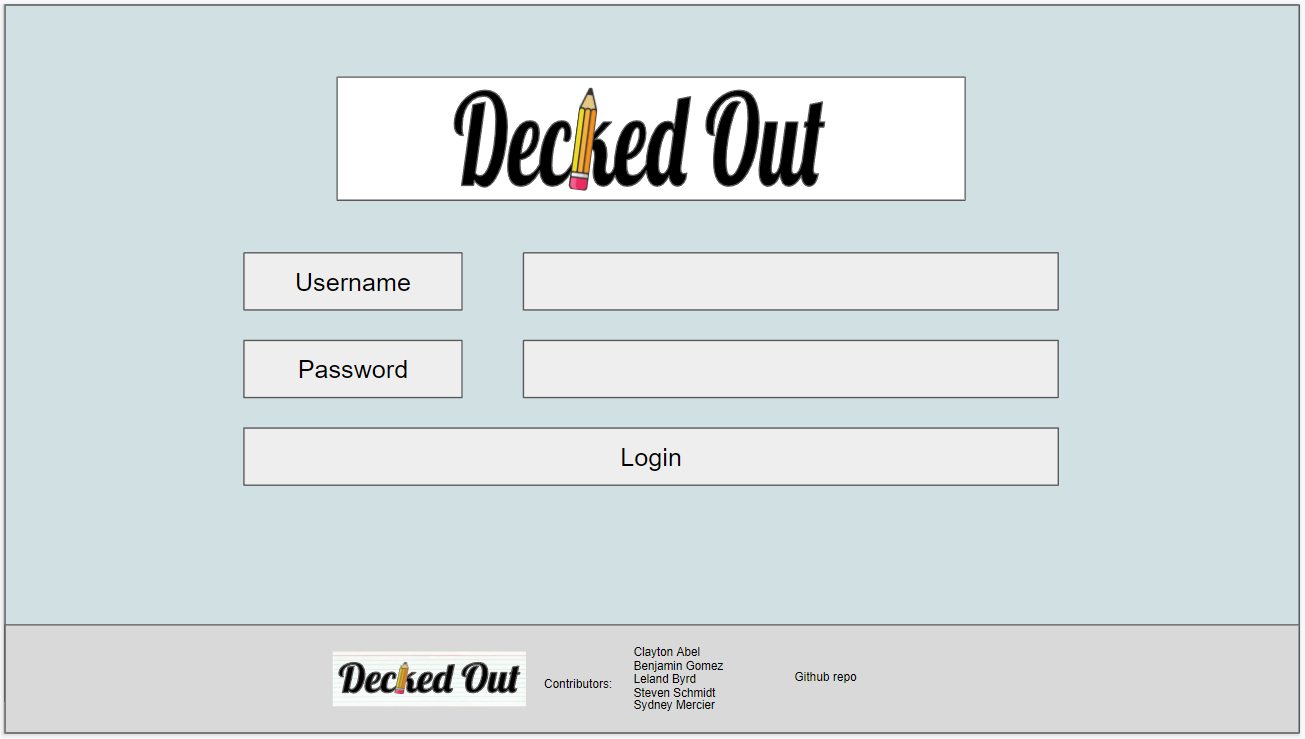 Decked Out
Username
Password
Login
Decked Out
Contributors:
Clayton Abel
Benjamin Gomez
Leland Byrd
Steven Schmidt
Sydney Mercier
Github repo